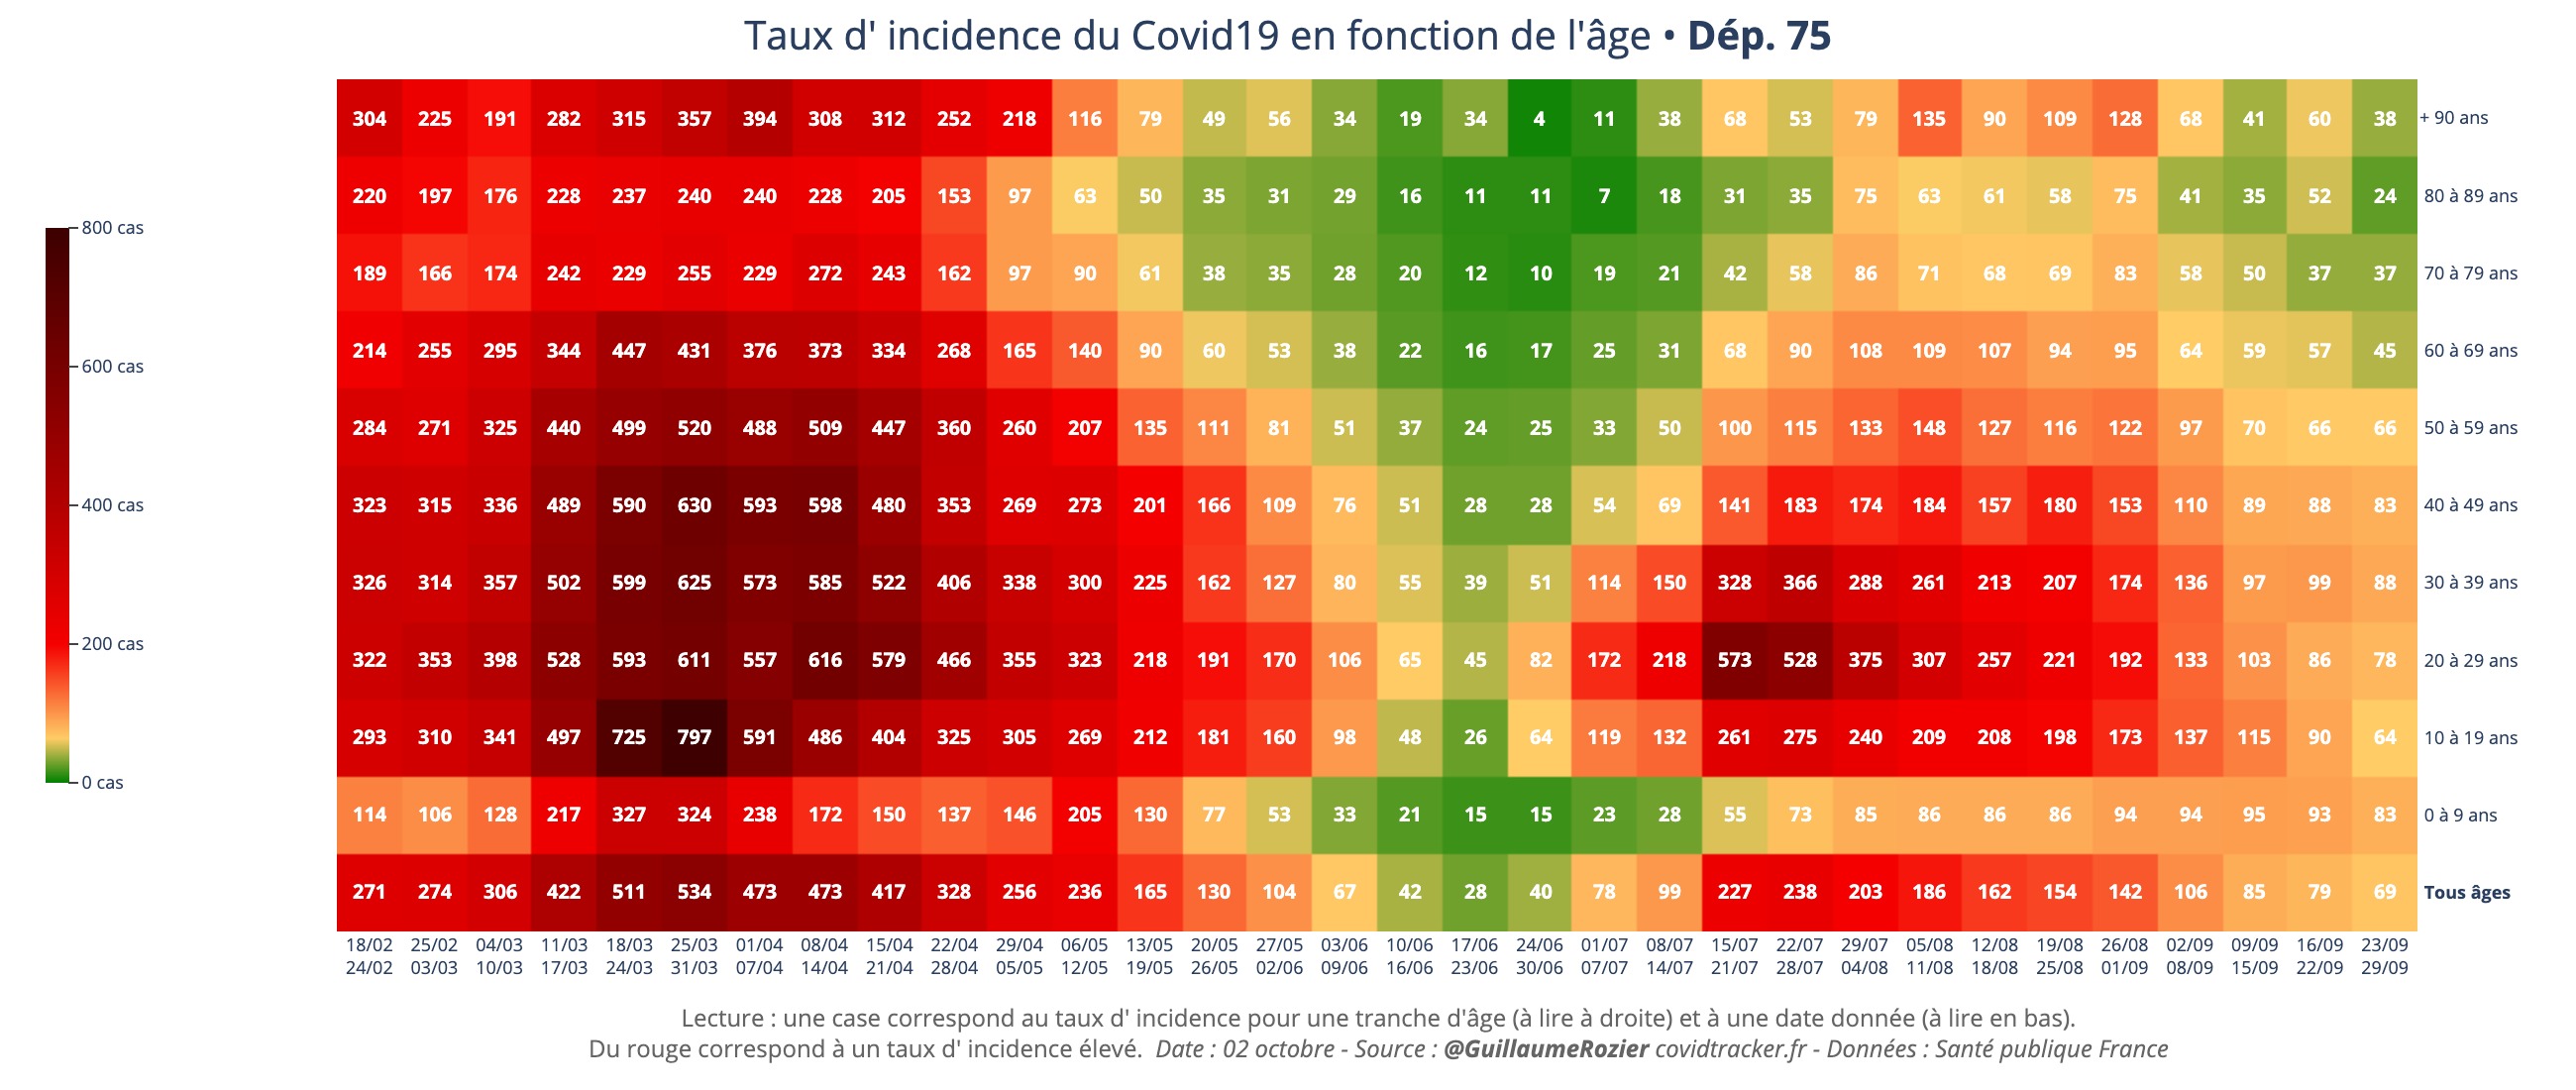 Taux d' incidence du Covid19 en fonction de l'âge • Dép. 75
800 cas
600 cas
400 cas
200 cas
0 cas
304 225 191 282 315 357 394 308 312 252 218 116 79 49 56 34 19 34 4 11 38 68 53 79 135 90 109 128 68 41 60 38 + 90 ans
220 197 176 228 237 240 240 228 205 153 97 63 50 35 31 29 16 11 11 7 18 31 35 75 63 61 58 75 41 35 52 24 80 à 89 ans
189 166 174 242 229 255 229 272 243 162 97 90 61 38 35 28 20 12 10 19 21 42 58 86 71 68 69 83 58 50 37 37 70 à 79 ans
214 255 295 344 447 431 376 373 334 268 165 140 90 60 53 38 22 16 17 25 31 68 90 108 109 107 94 95 64 59 57 45 60 à 69 ans
284 271 325 440 499 520 488 509 447 360 260 207 135 111 81 51 37 24 25 33 50 100 115 133 148 127 116 122 97 70 66 66 50 à 59 ans
323 315 336 489 590 630 593 598 480 353 269 273 201 166 109 76 51 28 28 54 69 141 183 174 184 157 180 153 110 89 88 83 40 à 49 ans
326 314 357 502 599 625 573 585 522 406 338 300 225 162 127 80 55 39 51 114 150 328 366 288 261 213 207 174 136 97 99 88 30 à 39 ans
322 353 398 528 593 611 557 616 579 466 355 323 218 191 170 106 65 45 82 172 218 573 528 375 307 257 221 192 133 103 86 78 20 à 29 ans
293 310 341 497 725 797 591 486 404 325 305 269 212 181 160 98 48 26 64 119 132 261 275 240 209 208 198 173 137 115 90 64 10 à 19 ans
114 106 128 217 327 324 238 172 150 137 146 205 130 77 53 33 21 15 15 23 28 55 73 85 86 86 86 94 94 95 93 83 0 à 9 ans
271 274 306 422 511 534 473 473 417 328 256 236 165 130 104 67 42 28 40 78 99 227 238 203 186 162 154 142 106 85 79 69 Tous âges
18/02 25/02 04/03 11/03 18/03 25/03 01/04 08/04 15/04 22/04 29/04 06/05 13/05 20/05 27/05 03/06 10/06 17/06 24/06 01/07 08/07 15/07 22/07 29/07 05/08 12/08 19/08 26/08 02/09 09/09 16/09 23/09
24/02 03/03 10/03 17/03 24/03 31/03 07/04 14/04 21/04 28/04 05/05 12/05 19/05 26/05 02/06 09/06 16/06 23/06 30/06 07/07 14/07 21/07 28/07 04/08 11/08 18/08 25/08 01/09 08/09 15/09 22/09 29/09
Lecture : une case correspond au taux d' incidence pour une tranche d'âge (à lire à droite) et à une date donnée (à lire en bas).
Du rouge correspond à un taux d' incidence élevé. Date : 02 octobre - Source : @GuillaumeRozier covidtracker.fr - Données : Santé publique France